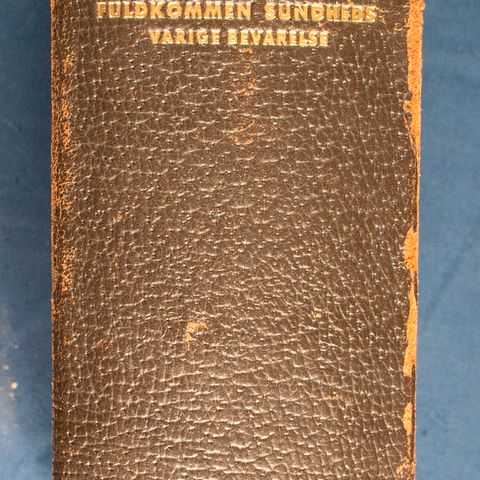 FULDKOMMEN SUNDHEDS
VARIGE BEVARELSE